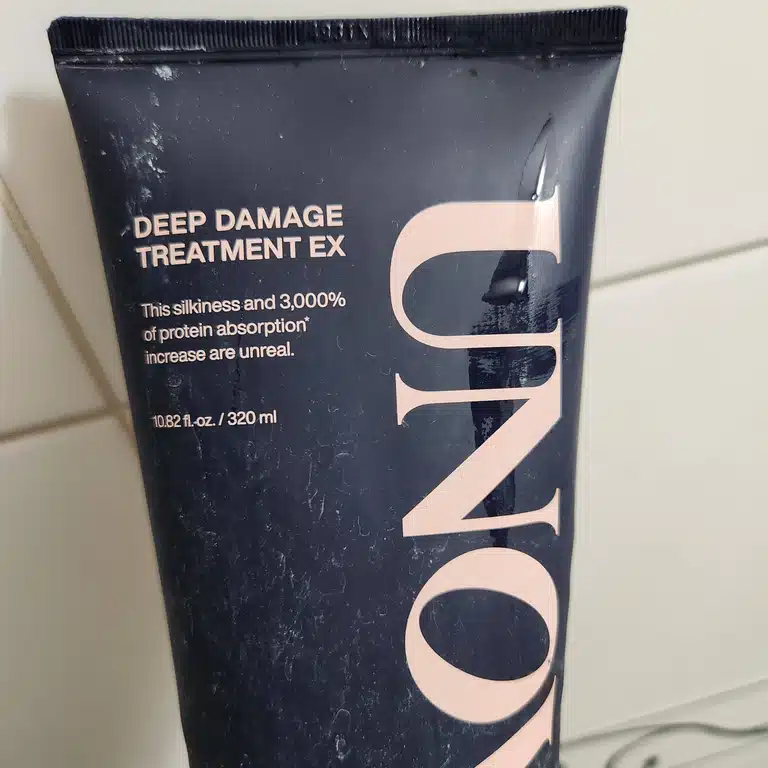 DEEP DAMAGE
TREATMENT EX
This silkiness and 3,000%
of protein absorption*
increase are unreal.
10.82 fl.oz. / 320 ml
UNO